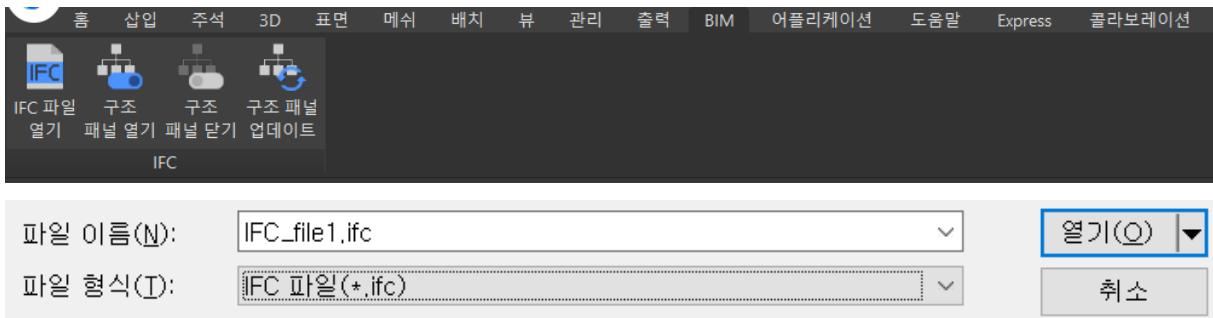 홈 삽입 주석 3D 표면 메쉬 배치 뷰 관리 출력 BIM 어플리케이션 도움말 Express 콜라보레이션
IFC
IFC 파일 구조 구조 구조 패널
열기 패널 열기 패널 닫기 업데이트
IFC
파일 이름(N): IFC_file1.ifc 열기(O)
파일 형식(T): IFC 파일(*.ifc) 취소